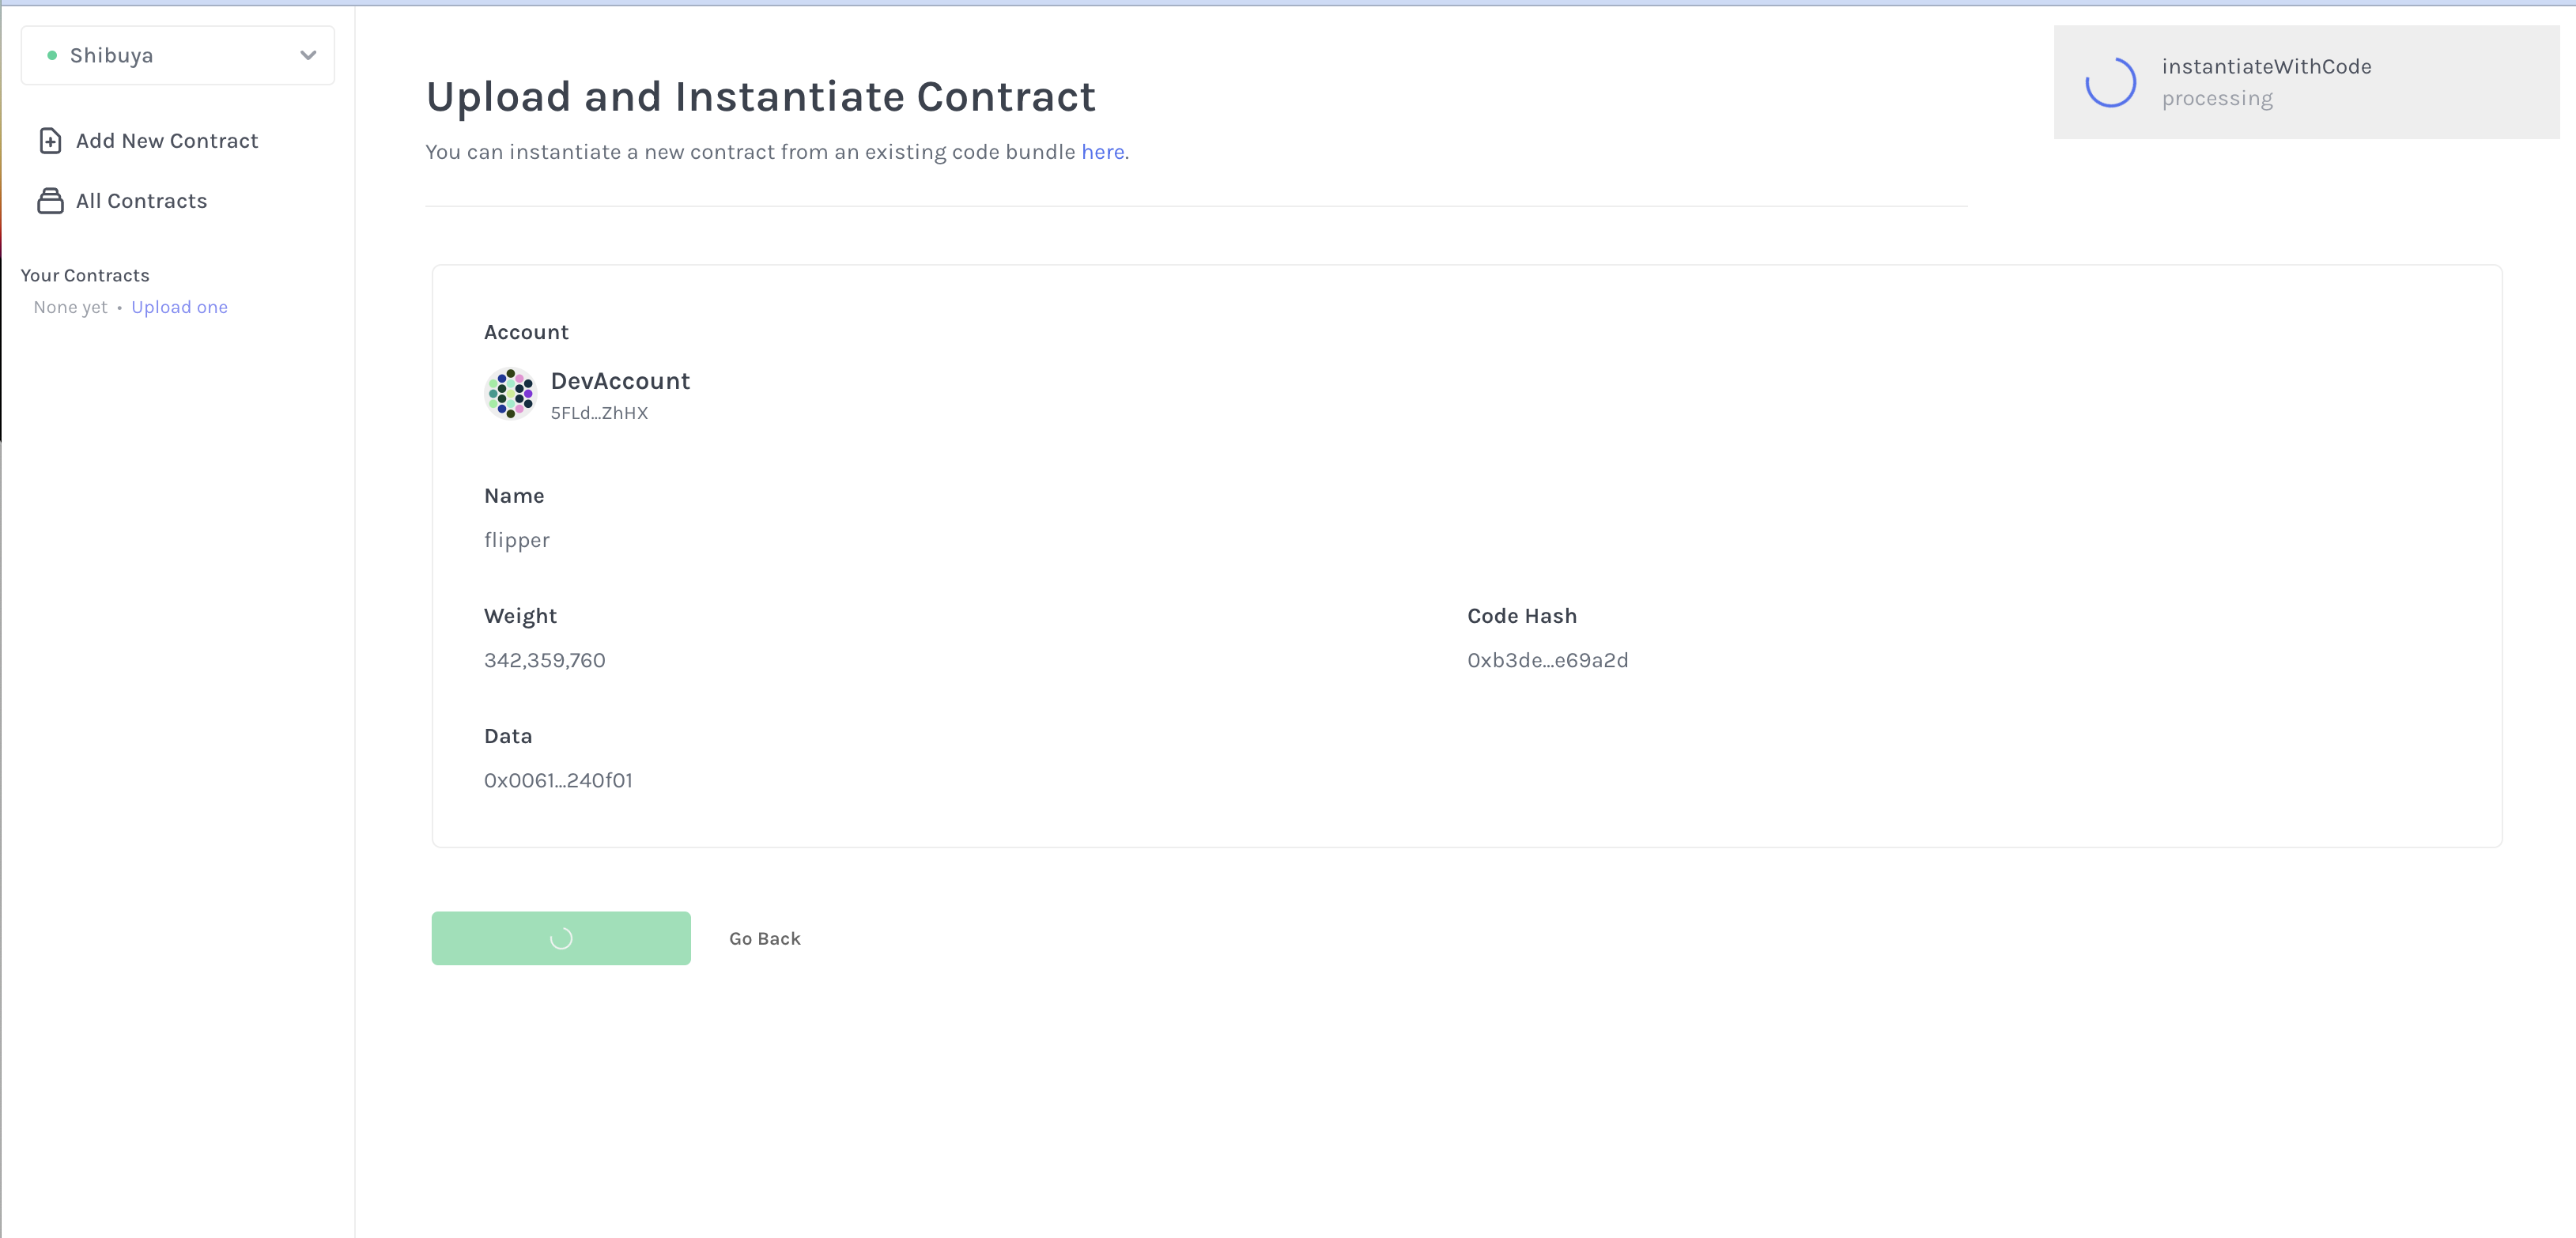 Shibuya
Add New Contract
All Contracts
Your Contracts
None yet • Upload one
Upload and Instantiate Contract
You can instantiate a new contract from an existing code bundle here.
instantiateWithCode
processing
Account
DevAccount
5FLd...ZhHX
Name
flipper
Weight
342,359,760
Code Hash
0xb3de...e69a2d
Data
0x0061...240f01
Go Back